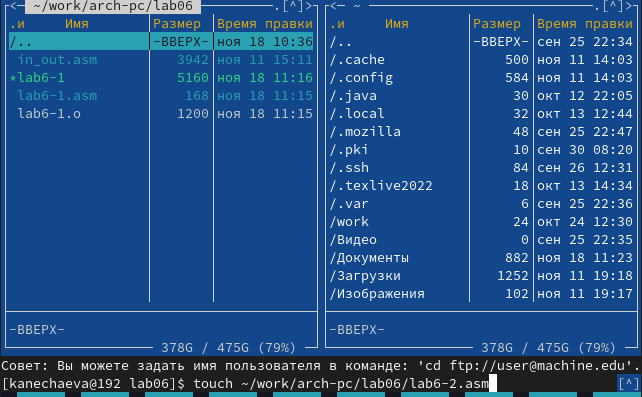 <─ ~/work/arch-pc/lab06 ─.[^]>
.и Имя Размер Время правки
/.. -ВВЕРХ- ноя 18 10:36
in_out.asm 3942 ноя 11 15:11
*lab6-1 5160 ноя 18 11:16
lab6-1.asm 168 ноя 18 11:15
lab6-1.o 1200 ноя 18 11:15
-ВВЕРХ-
378G / 475G (79%)
<─ ~ ─.[^]>
.и Имя Размер Время правки
/.. -ВВЕРХ- сен 25 22:34
/.cache 500 ноя 11 14:03
/.config 584 ноя 11 14:03
/.java 30 окт 12 22:05
/.local 32 окт 13 12:44
/.mozilla 48 сен 25 22:47
/.pki 10 сен 30 08:20
/.ssh 84 сен 26 12:31
/.texlive2022 18 окт 13 14:34
/.var 6 сен 25 22:36
/work 24 окт 24 12:30
/Видео 0 сен 25 22:35
/Документы 882 ноя 18 11:23
/Загрузки 1252 ноя 11 19:18
/Изображения 102 ноя 11 19:17
-ВВЕРХ-
378G / 475G (79%)
Совет: Вы можете задать имя пользователя в команде: 'cd ftp://user@machine.edu'.
[kanechaeva@192 lab06]$ touch ~/work/arch-pc/lab06/lab6-2.asm [^]